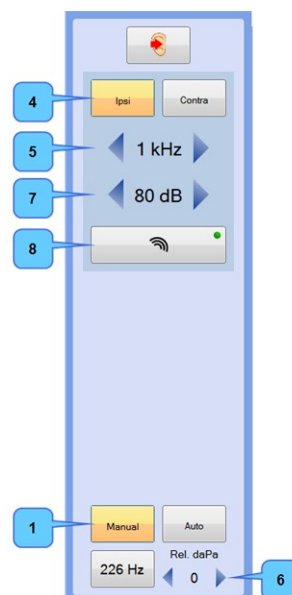 4
Ipsi Contra
5
1 kHz
7
80 dB
8
1
Manual Auto
Rel. daPa
226 Hz
0
6